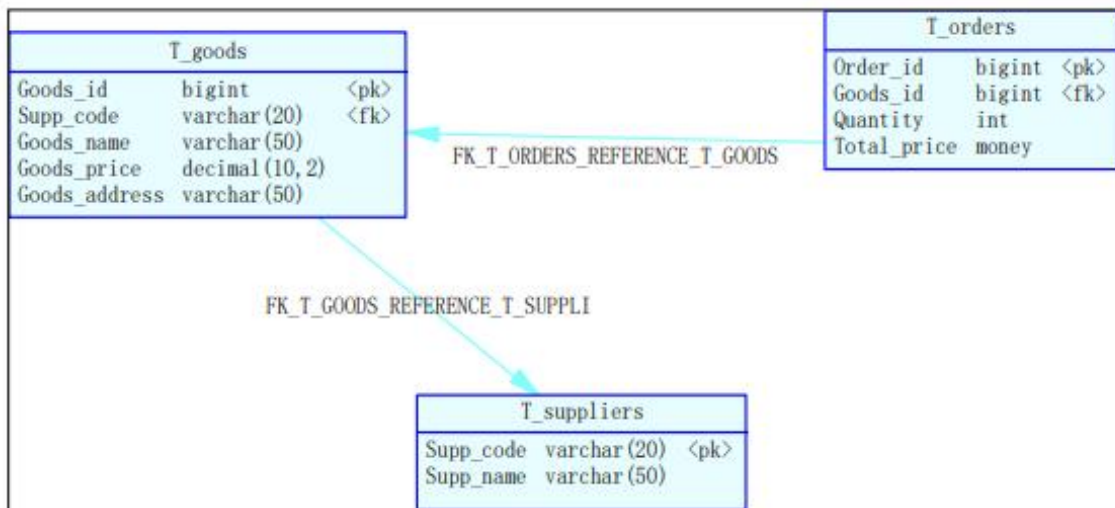 T_goods
Goods_id bigint <pk>
Supp_code varchar(20) <fk>
Goods_name varchar(50)
Goods_price decimal(10,2)
Goods_address varchar(50)
T_orders
Order_id bigint <pk>
Goods_id bigint <fk>
Quantity int
Total_price money
FK_T_ORDERS_REFERENCE_T_GOODS
FK_T_GOODS_REFERENCE_T_SUPPLI
T_suppliers
Supp_code varchar(20) <pk>
Supp_name varchar(50)